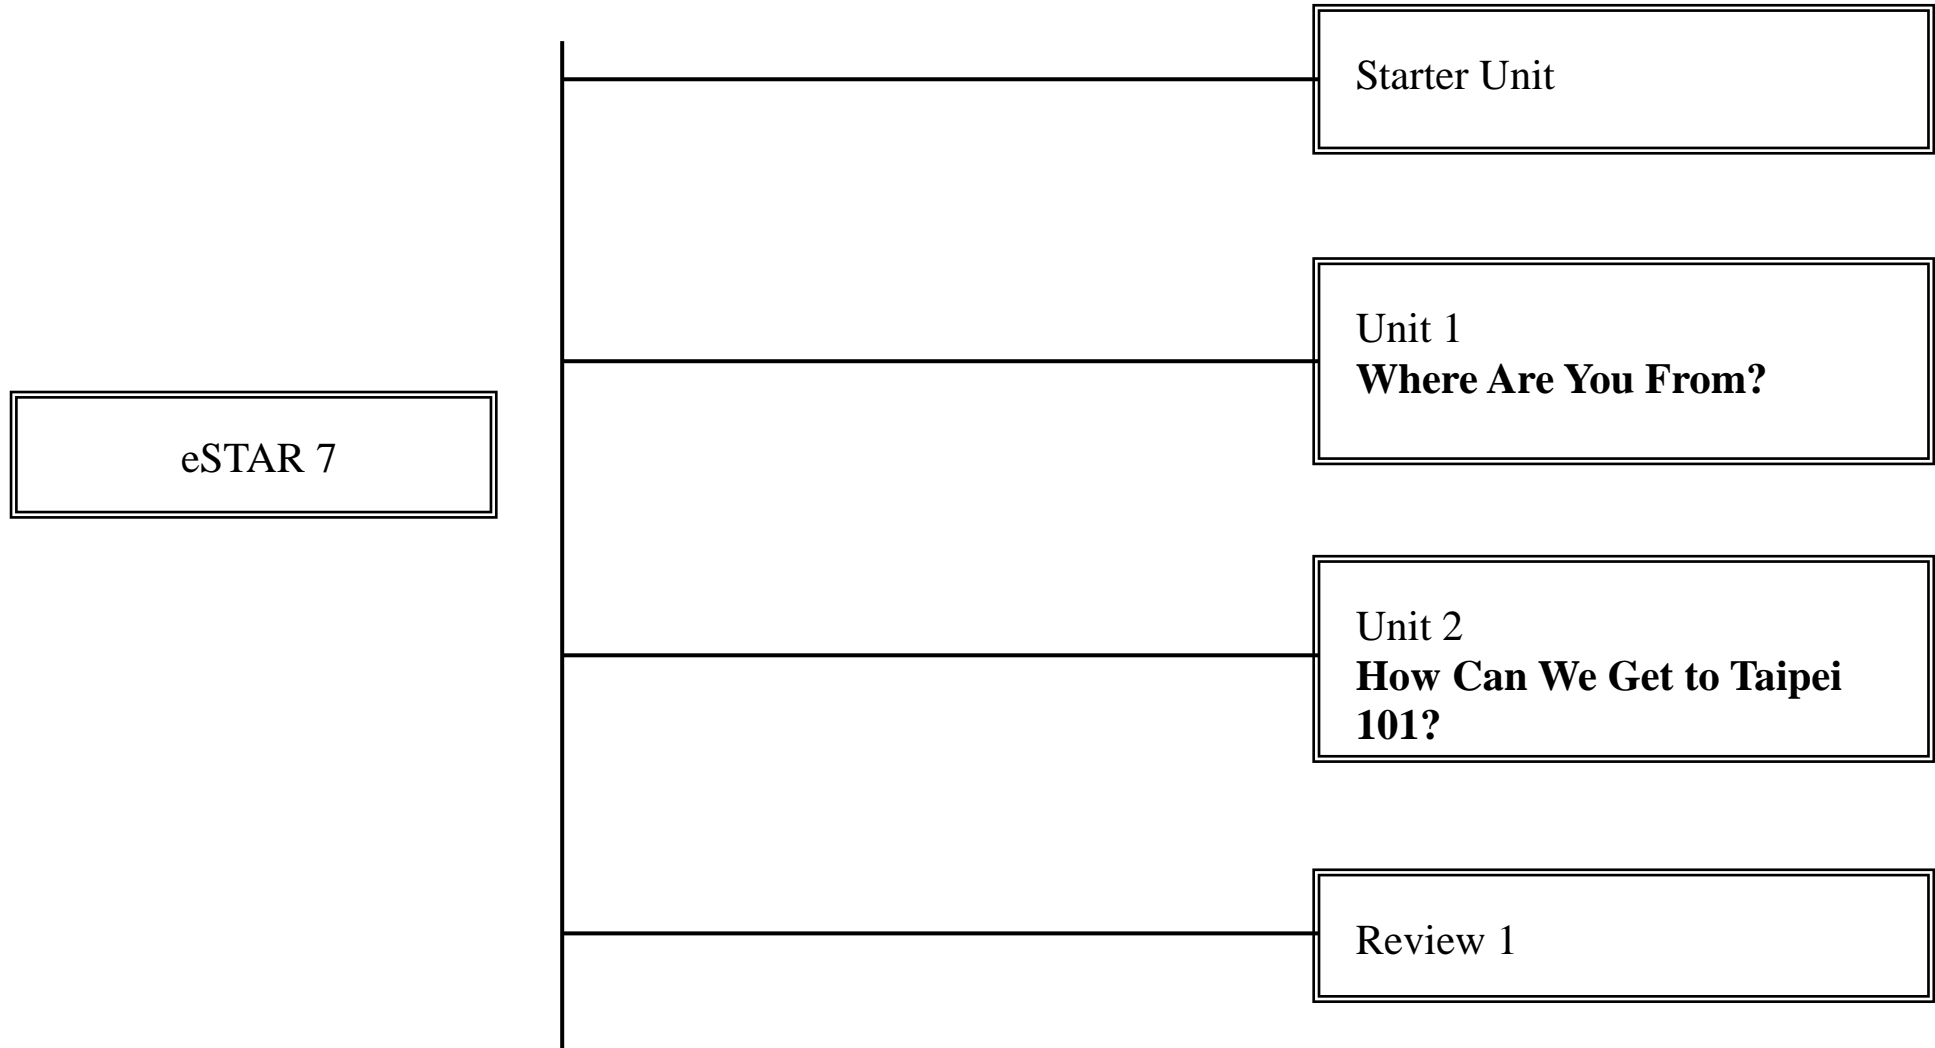 eSTAR 7
Starter Unit
Unit 1
Where Are You From?
Unit 2
How Can We Get to Taipei
101?
Review 1